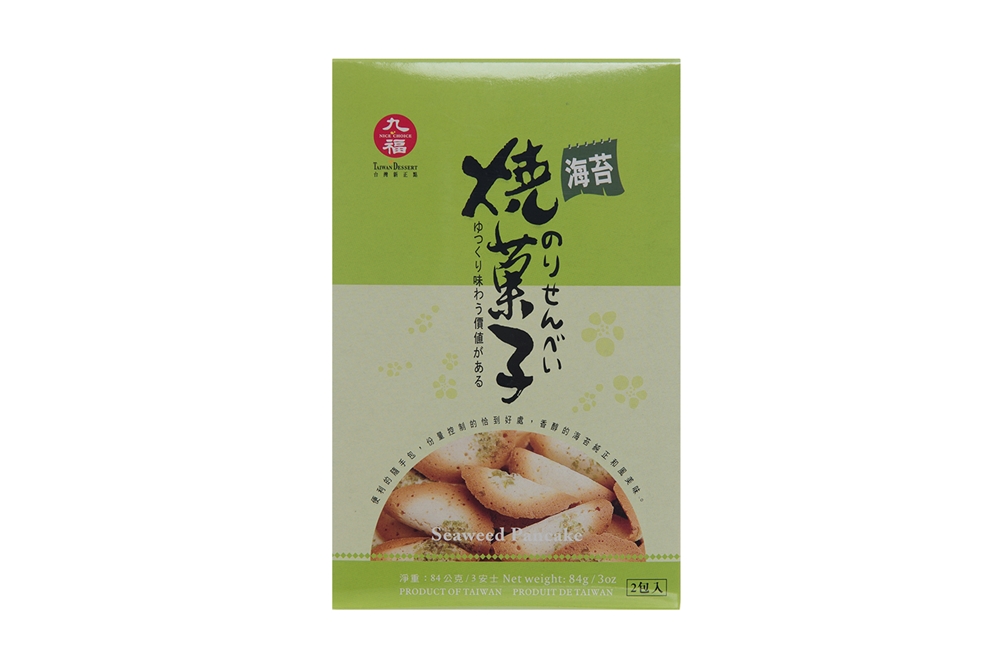 九
NICE CHOICE
福
TAIWAN DESSERT
台灣新正點
海苔
燒菓子
のりせんべい
ゆつくり味わう價値がある
便利的隨手包，份量控制的恰到好處，香醇的海苔純正和風美味。
Seaweed Pancake
淨重：84公克/3安士 Net weight: 84g/3oz
PRODUCT OF TAIWAN PRODUIT DE TAIWAN
2包入